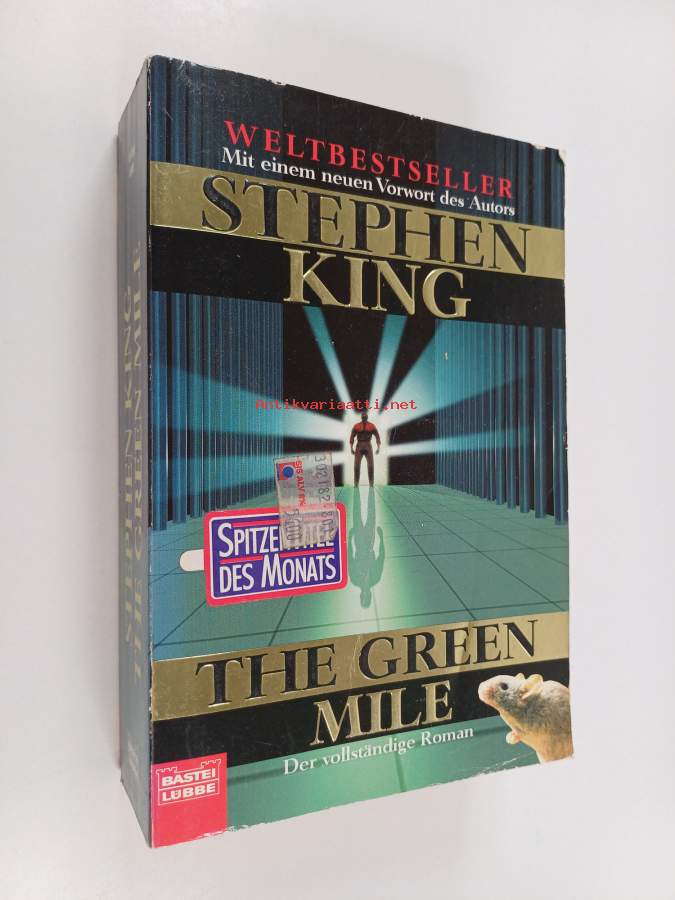 WELTBESTSELLER
Mit einem neuen Vorwort des Autors
STEPHEN
KING
Antikvariaatti.net
SPITZENTITEL
DES MONATS
THE GREEN
MILE
Der vollständige Roman
BASTEI
LÜBBE
STEPHEN KING
THE GREEN MILE